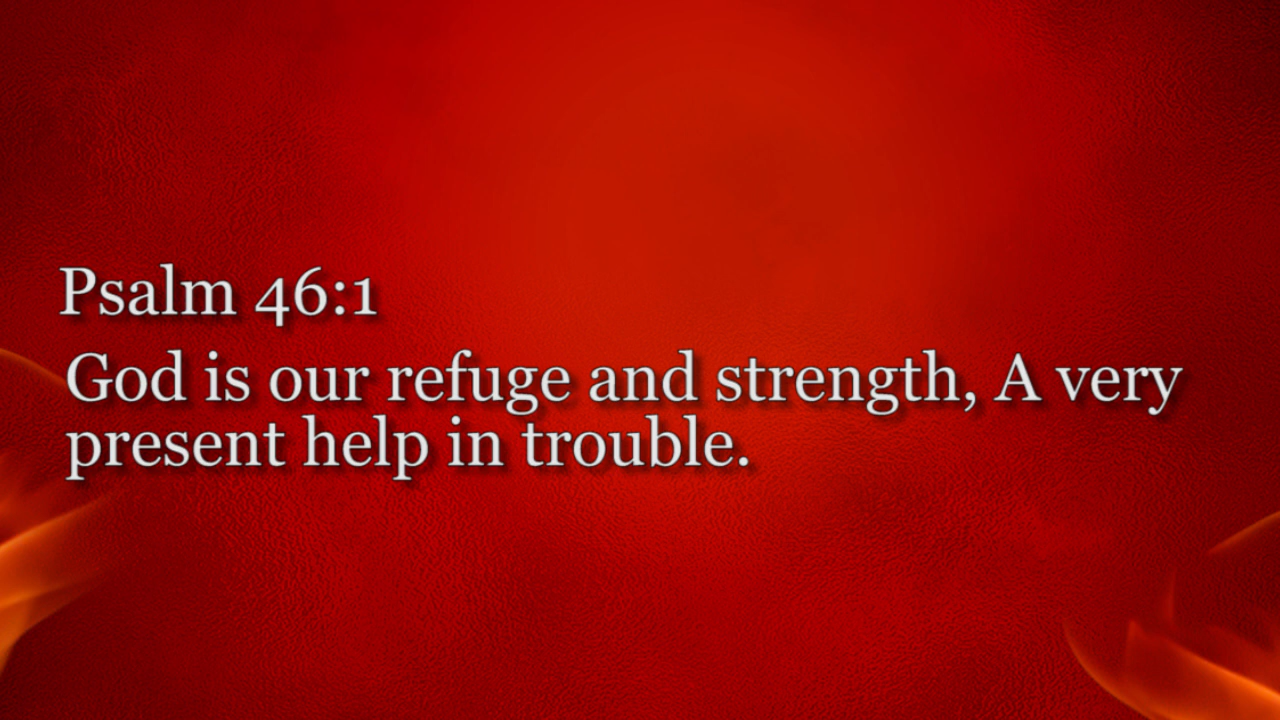 Psalm 46:1
God is our refuge and strength, A very
present help in trouble.